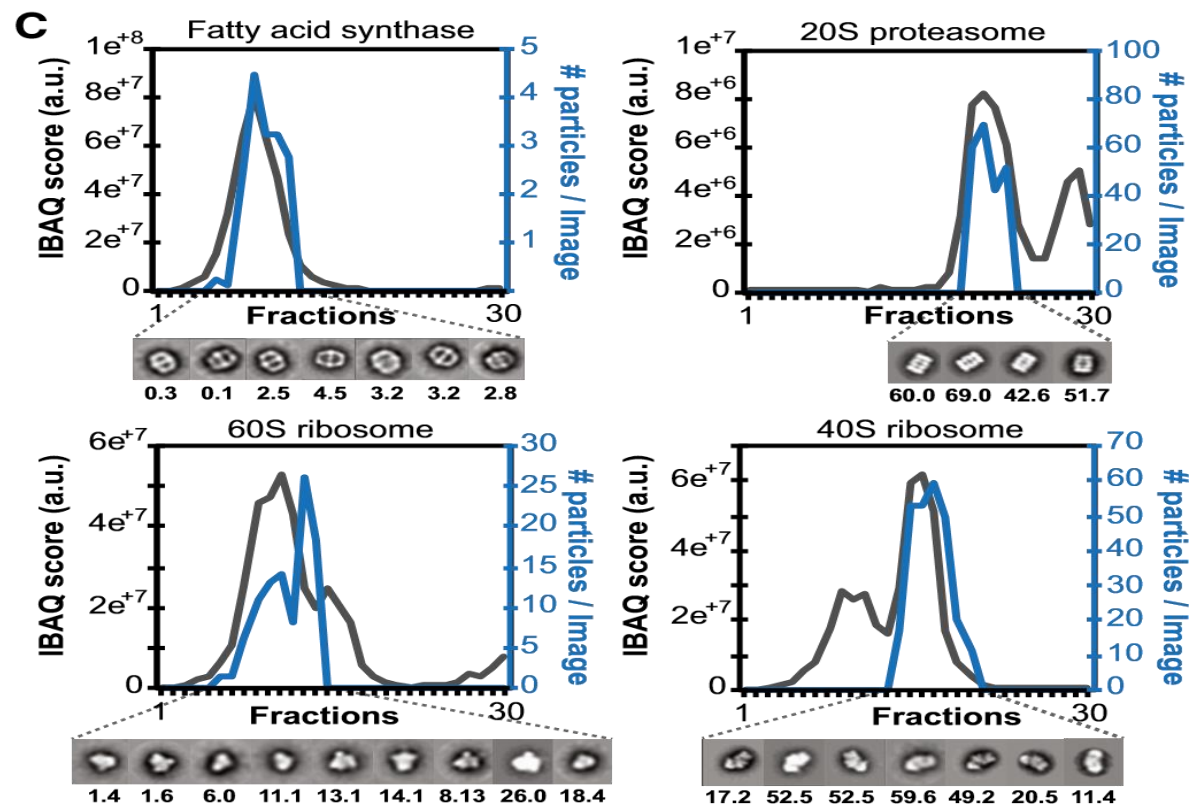 C
Fatty acid synthase
20S proteasome
IBAQ score (a.u.)
1e+8
8e+7
6e+7
4e+7
2e+7
0
5
4
3
2
1
0
# particles / Image
1
Fractions
30
0.3 0.1 2.5 4.5 3.2 3.2 2.8
IBAQ score (a.u.)
1e+7
8e+6
6e+6
4e+6
2e+6
0
100
80
60
40
20
0
# particles / Image
1
Fractions
30
60.0 69.0 42.6 51.7
60S ribosome
40S ribosome
IBAQ score (a.u.)
6e+7
4e+7
2e+7
0
30
25
20
15
10
5
0
# particles / Image
1
Fractions
30
1.4 1.6 6.0 11.1 13.1 14.1 8.13 26.0 18.4
IBAQ score (a.u.)
6e+7
4e+7
2e+7
0
70
60
50
40
30
20
10
0
# particles / Image
1
Fractions
30
17.2 52.5 52.5 59.6 49.2 20.5 11.4